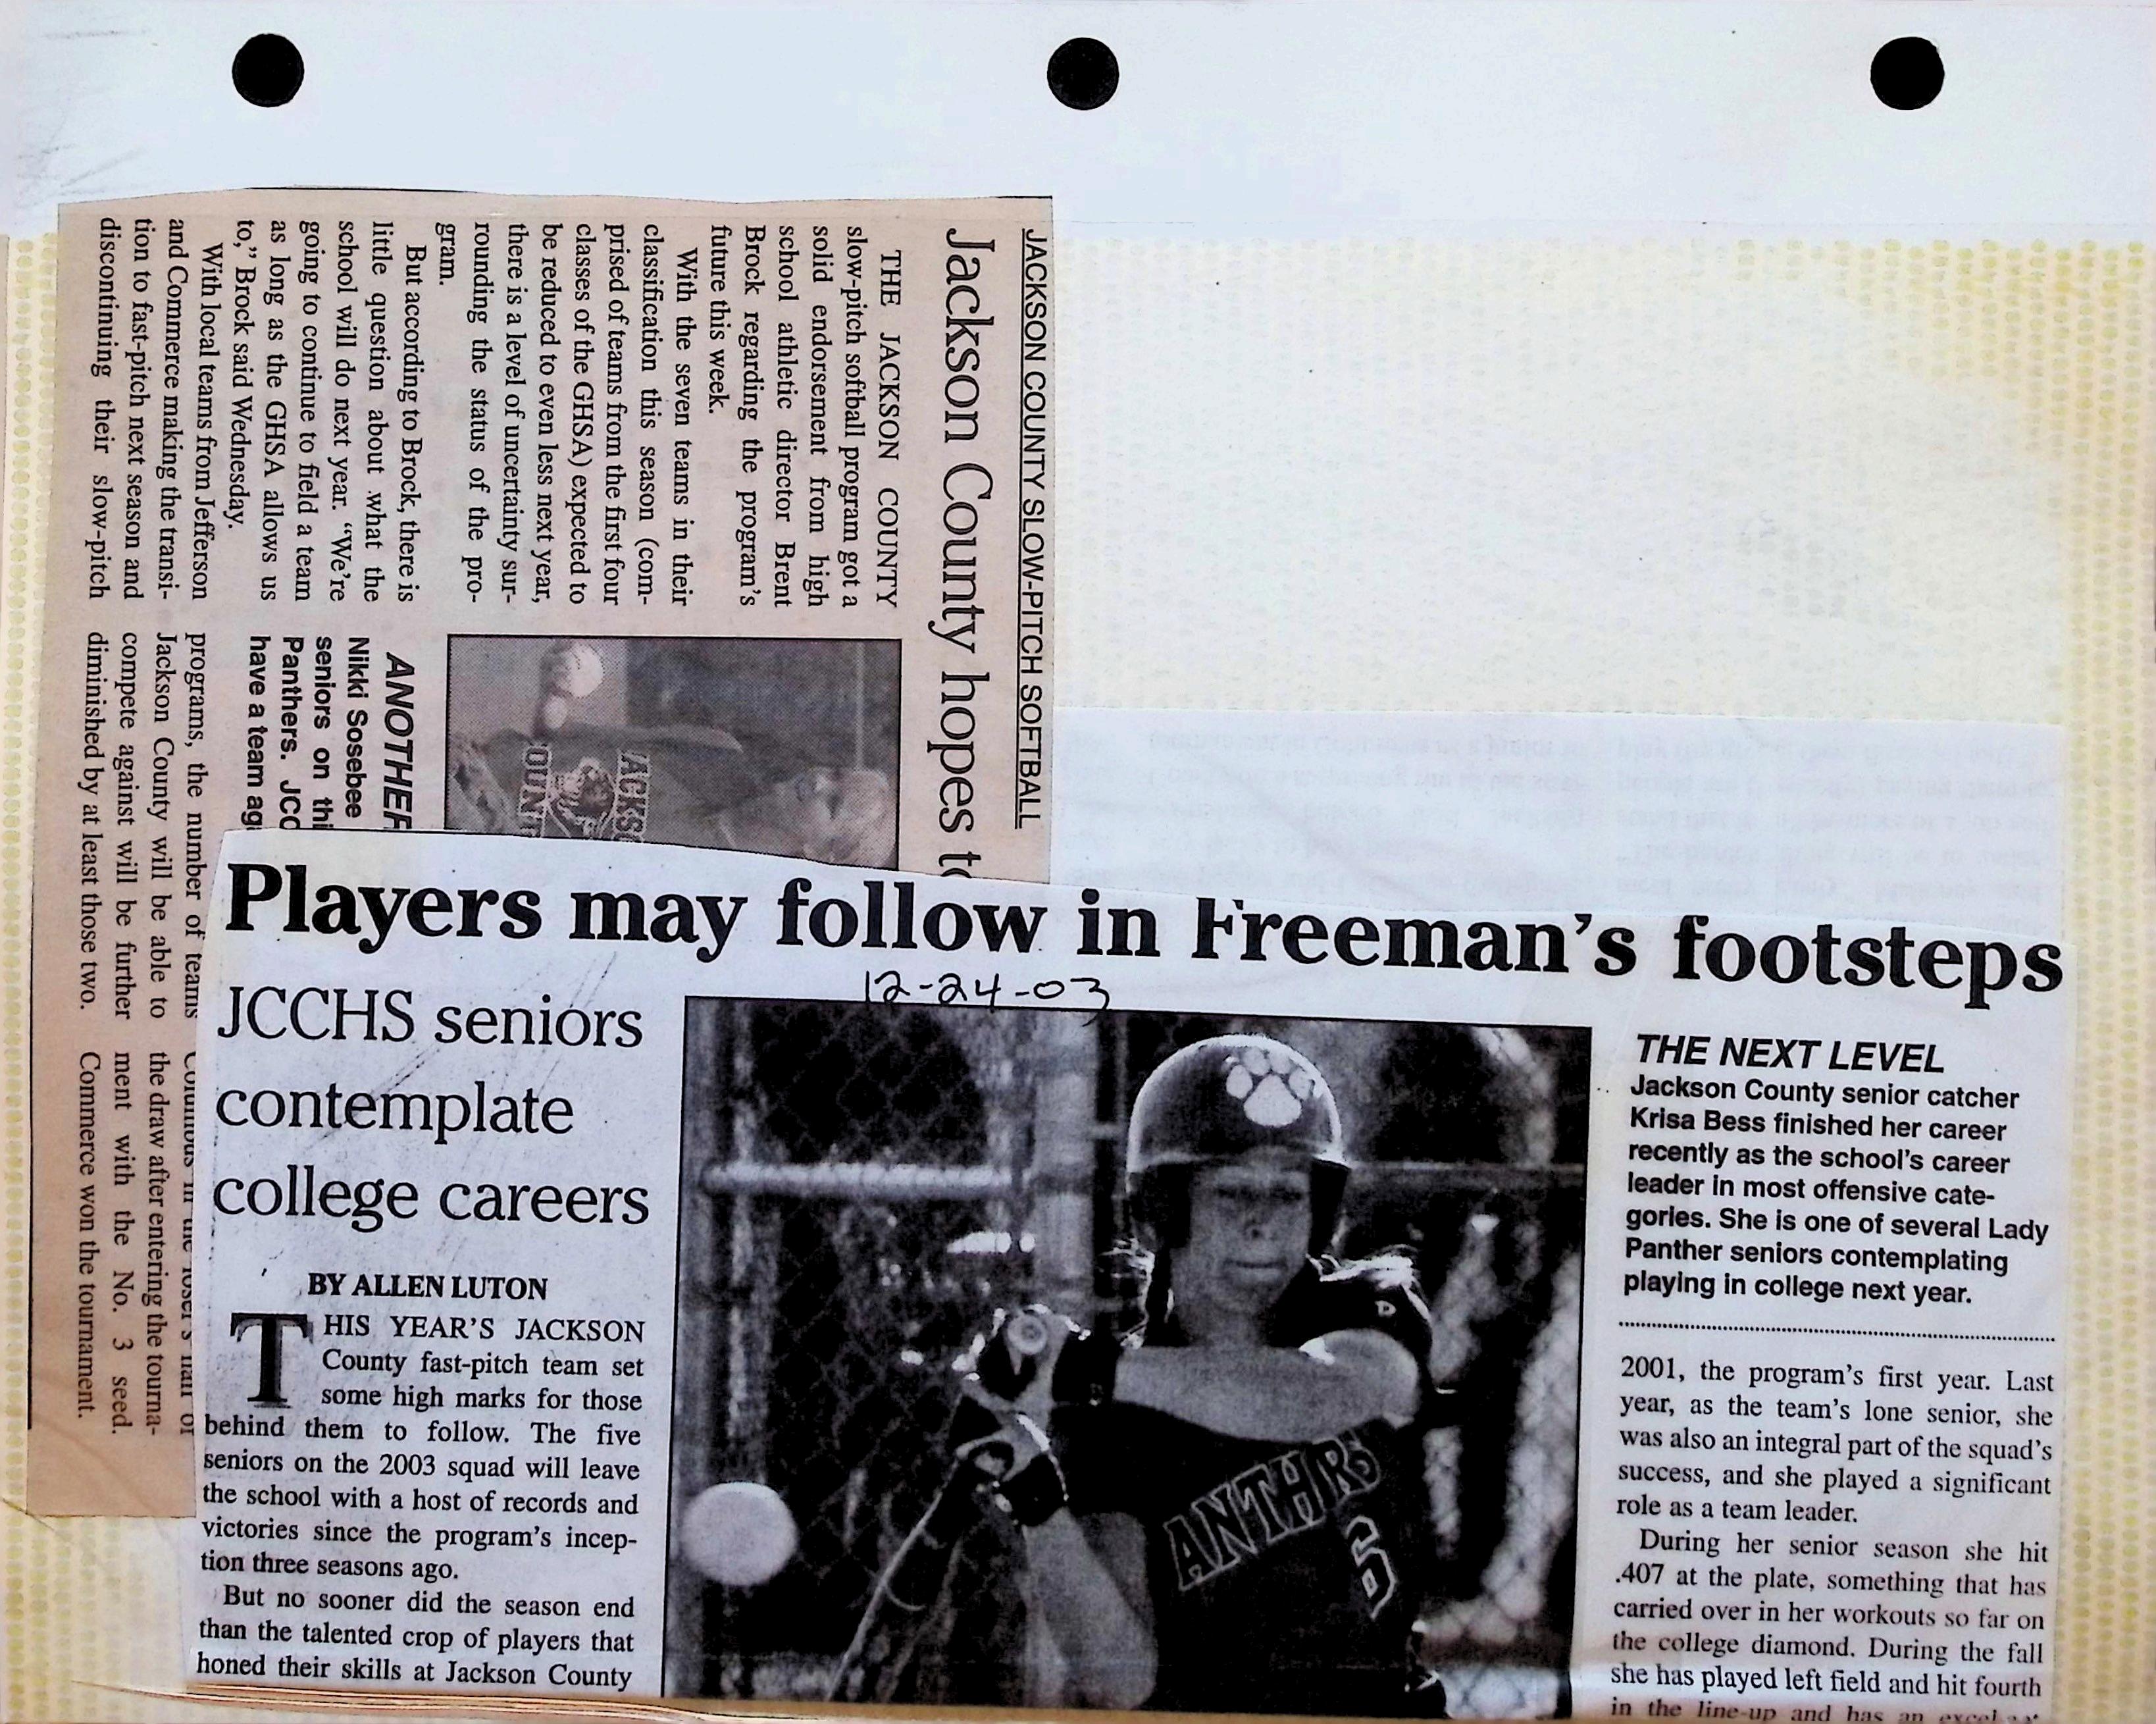 JACKSON COUNTY SLOW-PITCH SOFTBALL
Jackson County hopes to
THE JACKSON COUNTY
slow-pitch softball program got a
solid endorsement from high
school athletic director Brent
Brock regarding the program's
future this week.
With the seven teams in their
classification this season (com-
prised of teams from the first four
classes of the GHSA) expected to
be reduced to even less next year,
there is a level of uncertainty sur-
rounding the status of the pro-
gram.
But according to Brock, there is
little question about what the
school will do next year. “We're
going to continue to field a team
as long as the GHSA allows us
to,” Brock said Wednesday.
With local teams from Jefferson
and Commerce making the transi-
tion to fast-pitch next season and
discontinuing their slow-pitch
JACKSO
OUNT
ANOTHER
Nikki Sosebee
seniors on thi
Panthers. JCC
have a team ag
programs, the number of teams
Jackson County will be able to
compete against will be further
diminished by at least those two.
Columbus in the loser's half of
the draw after entering the tourna-
ment with the No. 3 seed.
Commerce won the tournament.
Players may follow in Freeman's footsteps
12-24-03
JCCHS seniors
contemplate
college careers
BY ALLEN LUTON
THIS YEAR'S JACKSON
County fast-pitch team set
some high marks for those
behind them to follow. The five
seniors on the 2003 squad will leave
the school with a host of records and
victories since the program's incep-
tion three seasons ago.
But no sooner did the season end
than the talented crop of players that
honed their skills at Jackson County
ANTHRS
6
THE NEXT LEVEL
Jackson County senior catcher
Krisa Bess finished her career
recently as the school's career
leader in most offensive cate-
gories. She is one of several Lady
Panther seniors contemplating
playing in college next year.
2001, the program's first year. Last
year, as the team's lone senior, she
was also an integral part of the squad's
success, and she played a significant
role as a team leader.
During her senior season she hit
.407 at the plate, something that has
carried over in her workouts so far on
the college diamond. During the fall
she has played left field and hit fourth
in the line-up and has an